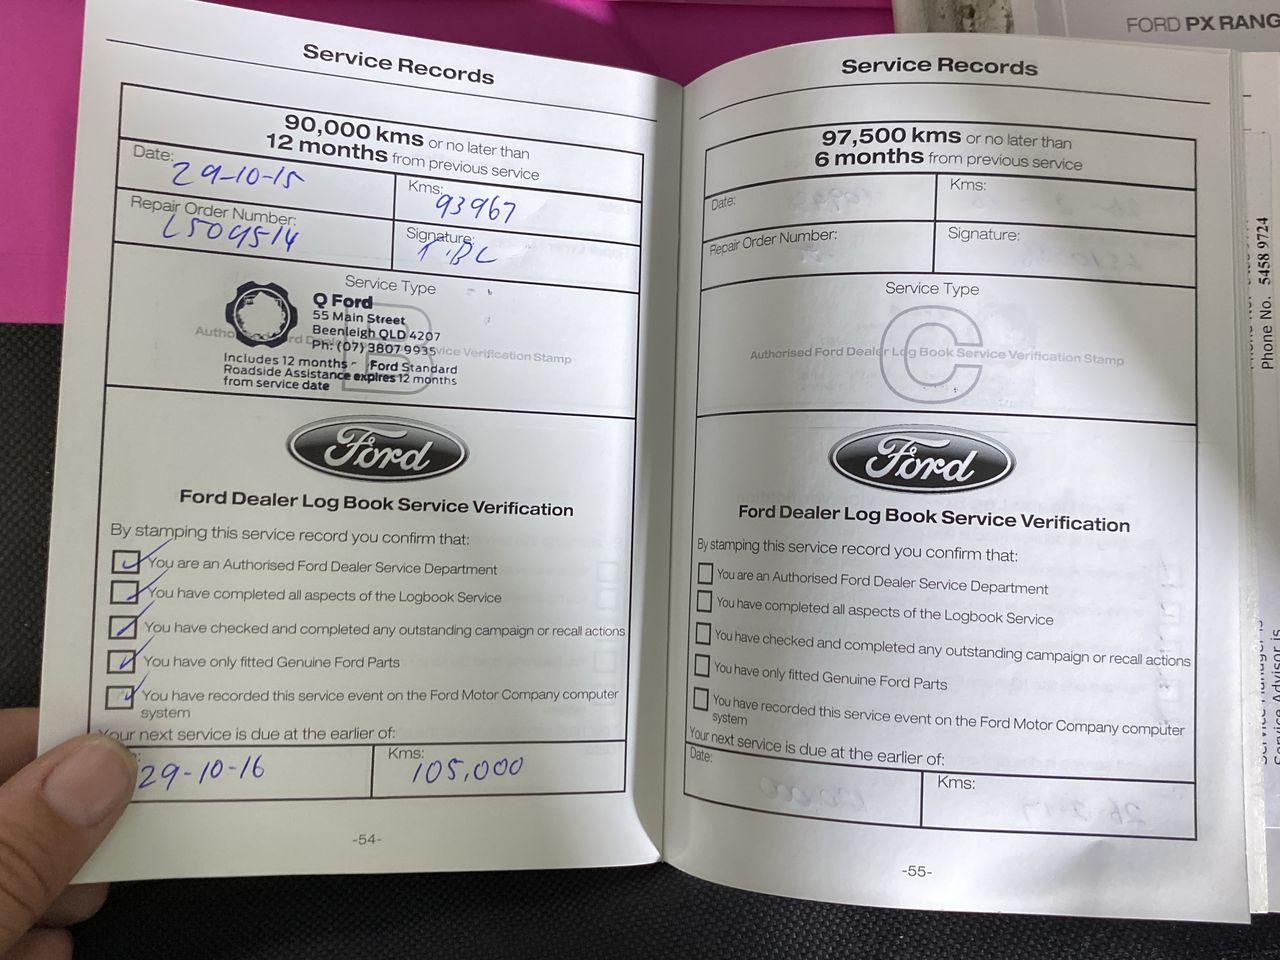 FORD PX RANG
Service Records
90,000 kms or no later than
12 months from previous service
Date:
29-10-15
Kms:
93967
Repair Order Number:
L509514
Signature:
Service Type
B
Q Ford
55 Main Street
Beenleigh QLD 4207
Ph: (07) 3807 9935
vice Verification Stamp
Includes 12 months - Ford Standard
Roadside Assistance expires 12 months
from service date
Ford
Ford Dealer Log Book Service Verification
By stamping this service record you confirm that:
You are an Authorised Ford Dealer Service Department
You have completed all aspects of the Logbook Service
You have checked and completed any outstanding campaign or recall actions
You have only fitted Genuine Ford Parts
You have recorded this service event on the Ford Motor Company computer
system
Your next service is due at the earlier of:
29-10-16
Kms:
105,000
-54-
Service Records
97,500 kms or no later than
6 months from previous service
Date:
Kms:
Repair Order Number:
Signature:
Service Type
C
Authorised Ford Dealer Log Book Service Verification Stamp
Ford
Ford Dealer Log Book Service Verification
By stamping this service record you confirm that:
You are an Authorised Ford Dealer Service Department
You have completed all aspects of the Logbook Service
You have checked and completed any outstanding campaign or recall actions
You have only fitted Genuine Ford Parts
You have recorded this service event on the Ford Motor Company computer
system
Your next service is due at the earlier of:
Date:
Kms:
-55-
Phone No. 5458 9724